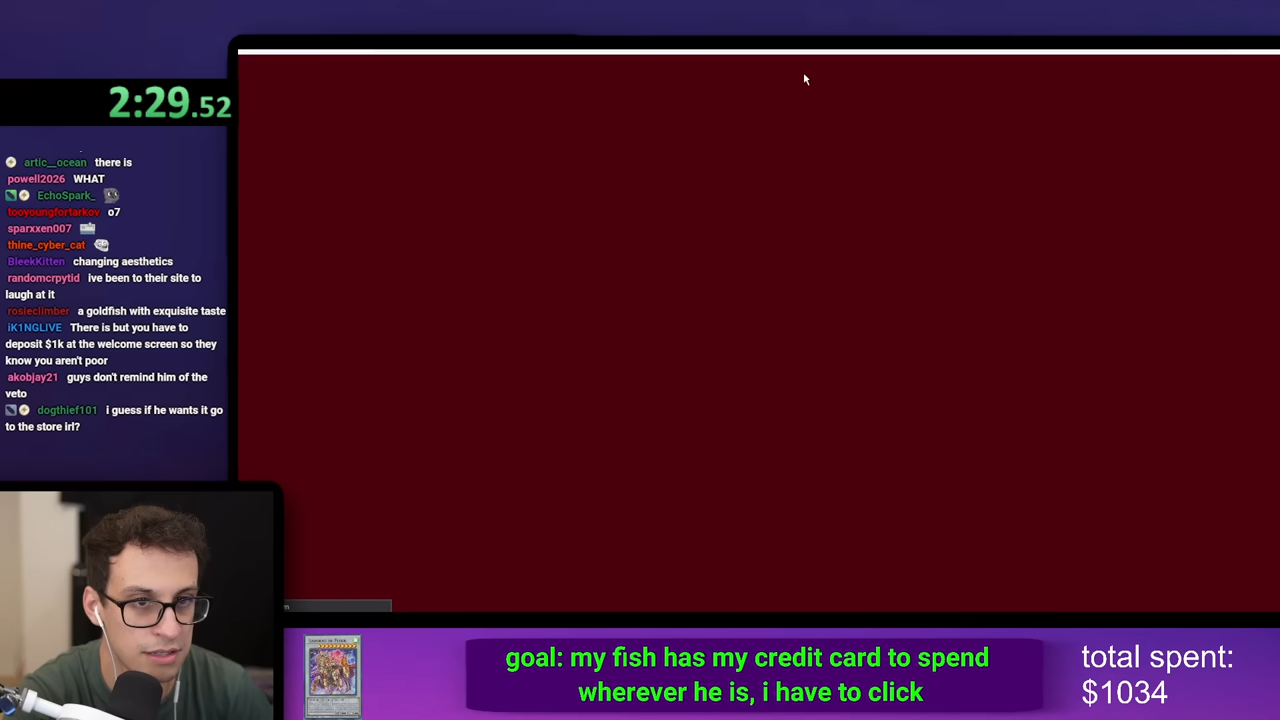 2:29.52
artic__ocean there is
powell2026 WHAT
EchoSpark_
tooyoungfortarkov o7
sparxxen007
thine_cyber_cat
BleekKitten changing aesthetics
randomcrpytid ive been to their site to
laugh at it
rosieclimber a goldfish with exquisite taste
iK1NGLIVE There is but you have to
deposit $1k at the welcome screen so they
know you aren't poor
akobjay21 guys don't remind him of the
veto
dogthief101 i guess if he wants it go
to the store irl?
goal: my fish has my credit card to spend
wherever he is, i have to click
total spent:
$1034